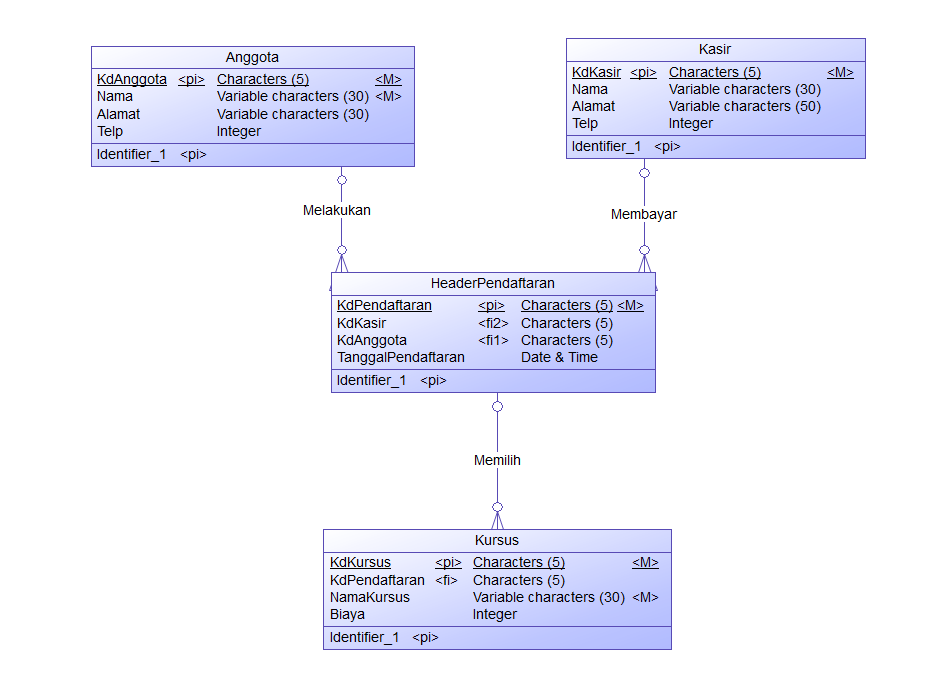 Anggota
KdAnggota <pi> Characters (5) <M>
Nama Variable characters (30) <M>
Alamat Variable characters (30)
Telp Integer
Identifier_1 <pi>
Kasir
KdKasir <pi> Characters (5) <M>
Nama Variable characters (30)
Alamat Variable characters (50)
Telp Integer
Identifier_1 <pi>
Melakukan
Membayar
HeaderPendaftaran
KdPendaftaran <pi> Characters (5) <M>
KdKasir <fi2> Characters (5)
KdAnggota <fi1> Characters (5)
TanggalPendaftaran Date & Time
Identifier_1 <pi>
Memilih
Kursus
KdKursus <pi> Characters (5) <M>
KdPendaftaran <fi> Characters (5)
NamaKursus Variable characters (30) <M>
Biaya Integer
Identifier_1 <pi>